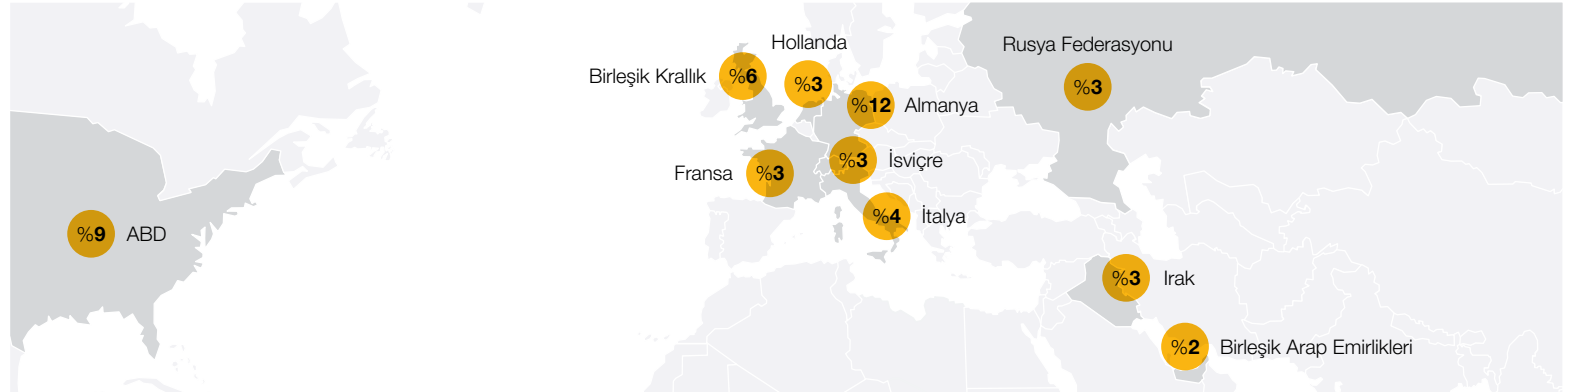 Hollanda
%3
Birleşik Krallık %6
%12 Almanya
Rusya Federasyonu
%3
Fransa %3
%3 İsviçre
%4 İtalya
%9 ABD
%3 Irak
%2 Birleşik Arap Emirlikleri